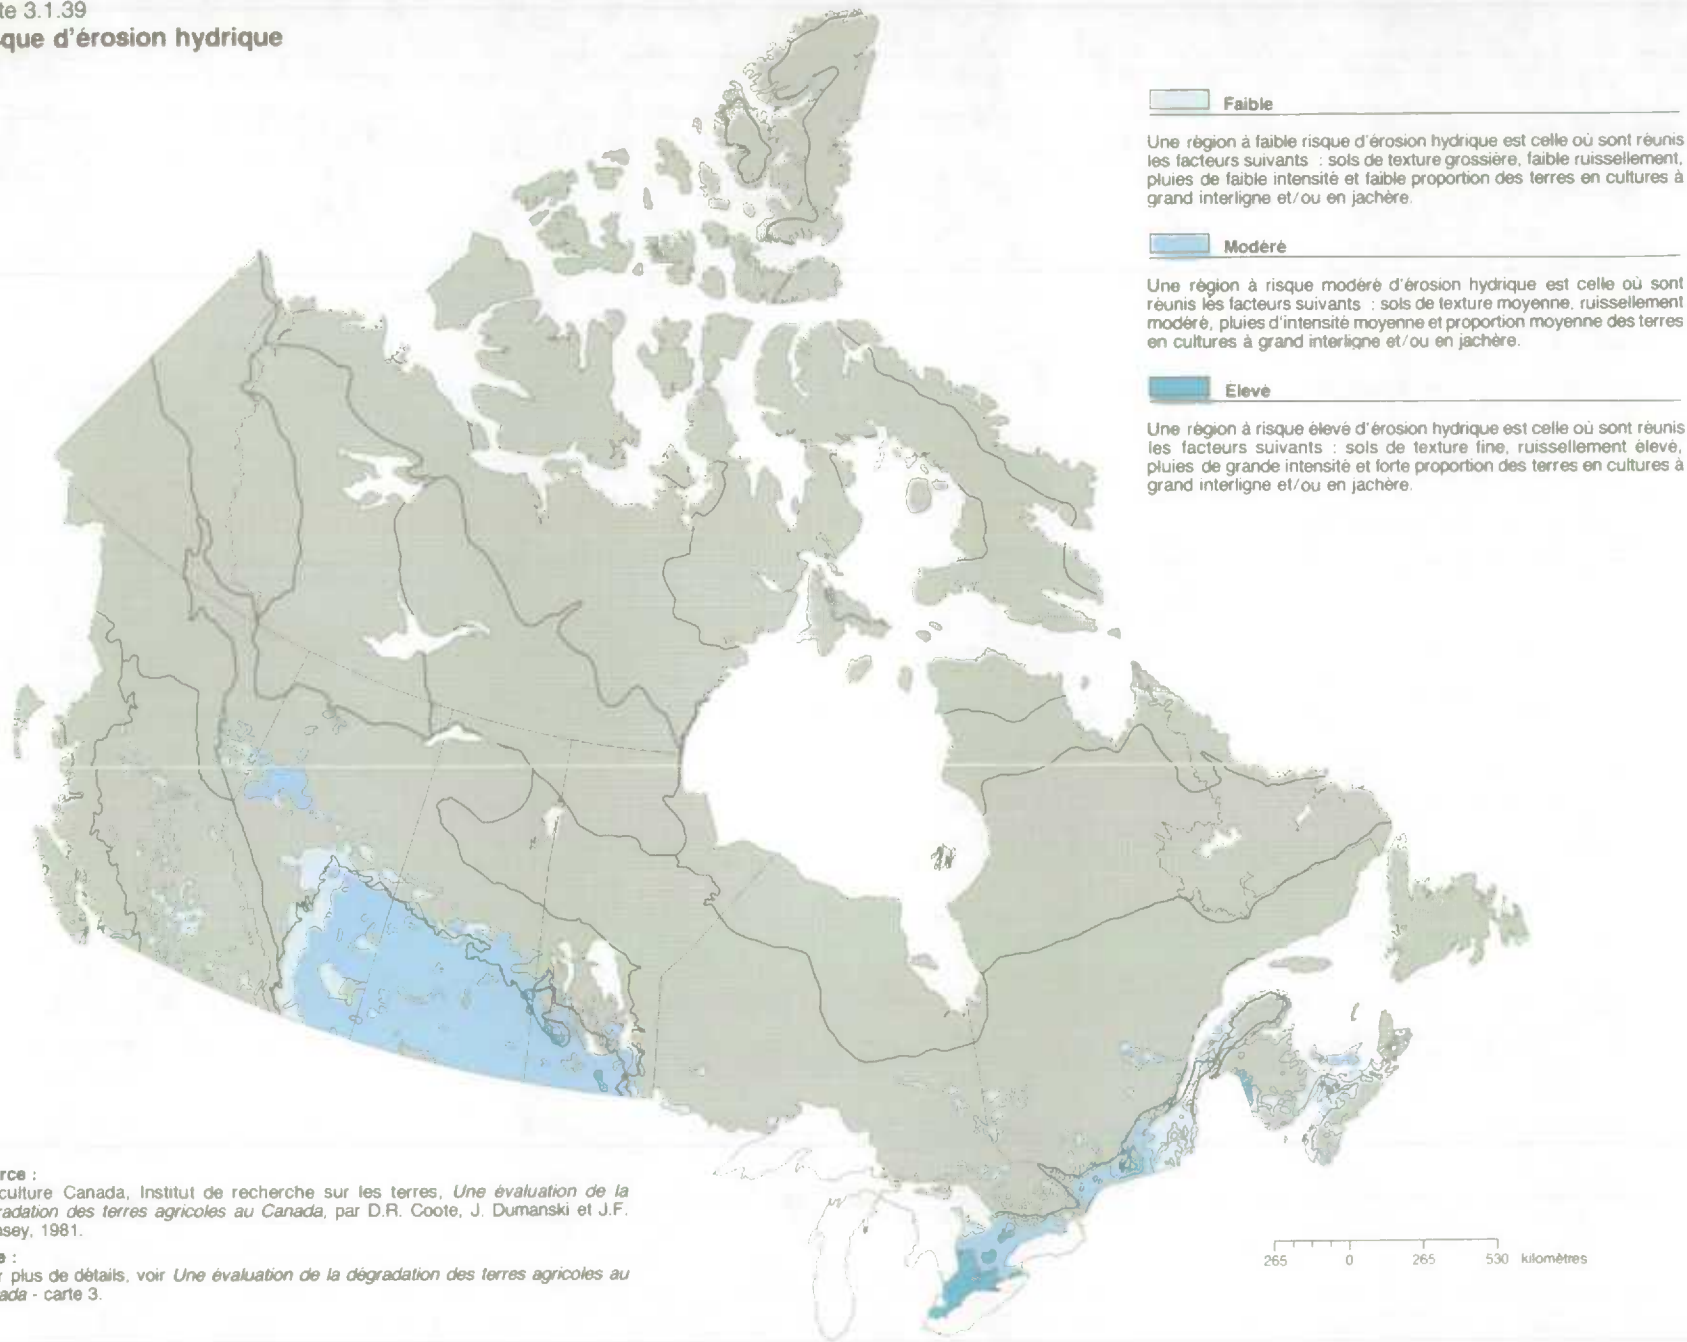 te 3.1.39
que d'érosion hydrique
Faible
Une région à faible risque d'érosion hydrique est celle où sont réunis
les facteurs suivants : sols de texture grossière, faible ruissellement,
pluies de faible intensité et faible proportion des terres en cultures à
grand interligne et/ou en jachère.
Modéré
Une région à risque modéré d'érosion hydrique est celle où sont
réunis les facteurs suivants : sols de texture moyenne, ruissellement
modéré, pluies d'intensité moyenne et proportion moyenne des terres
en cultures à grand interligne et/ou en jachère.
Élevé
Une région à risque élevé d'érosion hydrique est celle où sont réunis
les facteurs suivants : sols de texture fine, ruissellement élevé,
pluies de grande intensité et forte proportion des terres en cultures à
grand interligne et/ou en jachère.
rce :
culture Canada, Institut de recherche sur les terres, Une évaluation de la
radation des terres agricoles au Canada, par D.R. Coote, J. Dumanski et J.F.
sey, 1981.
e :
r plus de détails, voir Une évaluation de la dégradation des terres agricoles au
ada - carte 3.
265 0 265 530 kilomètres